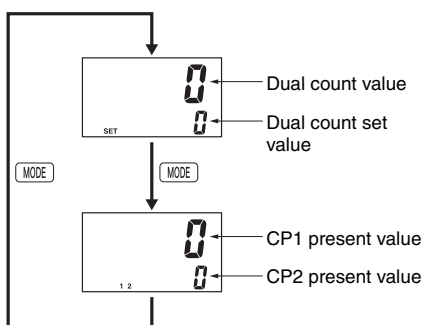 0
Dual count value
SET
0
Dual count set
value
MODE
MODE
0
CP1 present value
1 2
0
CP2 present value